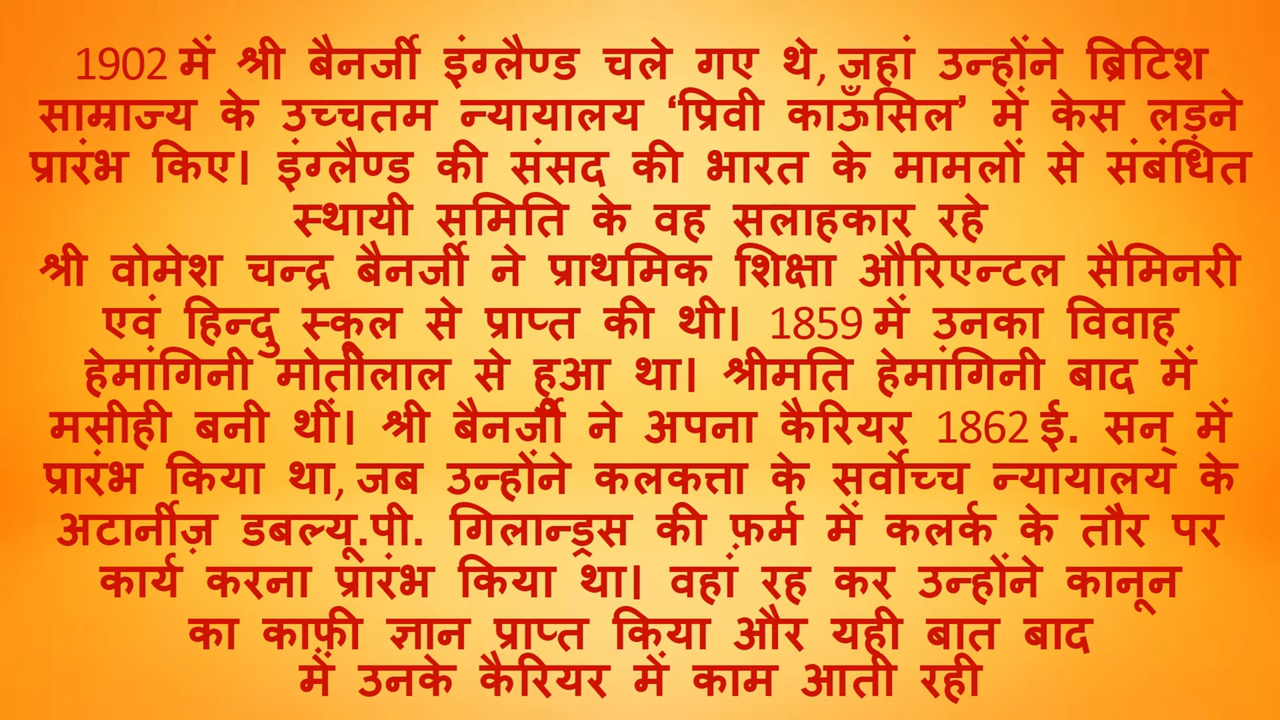 1902 में श्री बैनर्जी इंग्लैण्ड चले गए थे, जहां उन्होंने ब्रिटिश
साम्राज्य के उच्चतम न्यायालय ‘प्रिवी काऊँसिल’ में केस लड़ने
प्रारंभ किए। इंग्लैण्ड की संसद की भारत के मामलों से संबंधित
स्थायी समिति के वह सलाहकार रहे
श्री वोमेश चन्द्र बैनर्जी ने प्राथमिक शिक्षा औरिएन्टल सैमिनरी
एवं हिन्दु स्कूल से प्राप्त की थी। 1859 में उनका विवाह
हेमांगिनी मोतीलाल से हुआ था। श्रीमति हेमांगिनी बाद में
मसीही बनी थीं। श्री बैनर्जी ने अपना कैरियर 1862 ई. सन् में
प्रारंभ किया था, जब उन्होंने कलकत्ता के सर्वोच्च न्यायालय के
अटार्नीज़ डबल्यू.पी. गिलान्ड्रस की फ़र्म में कलर्क के तौर पर
कार्य करना प्रारंभ किया था। वहां रह कर उन्होंने कानून
का काफ़ी ज्ञान प्राप्त किया और यही बात बाद
में उनके कैरियर में काम आती रही